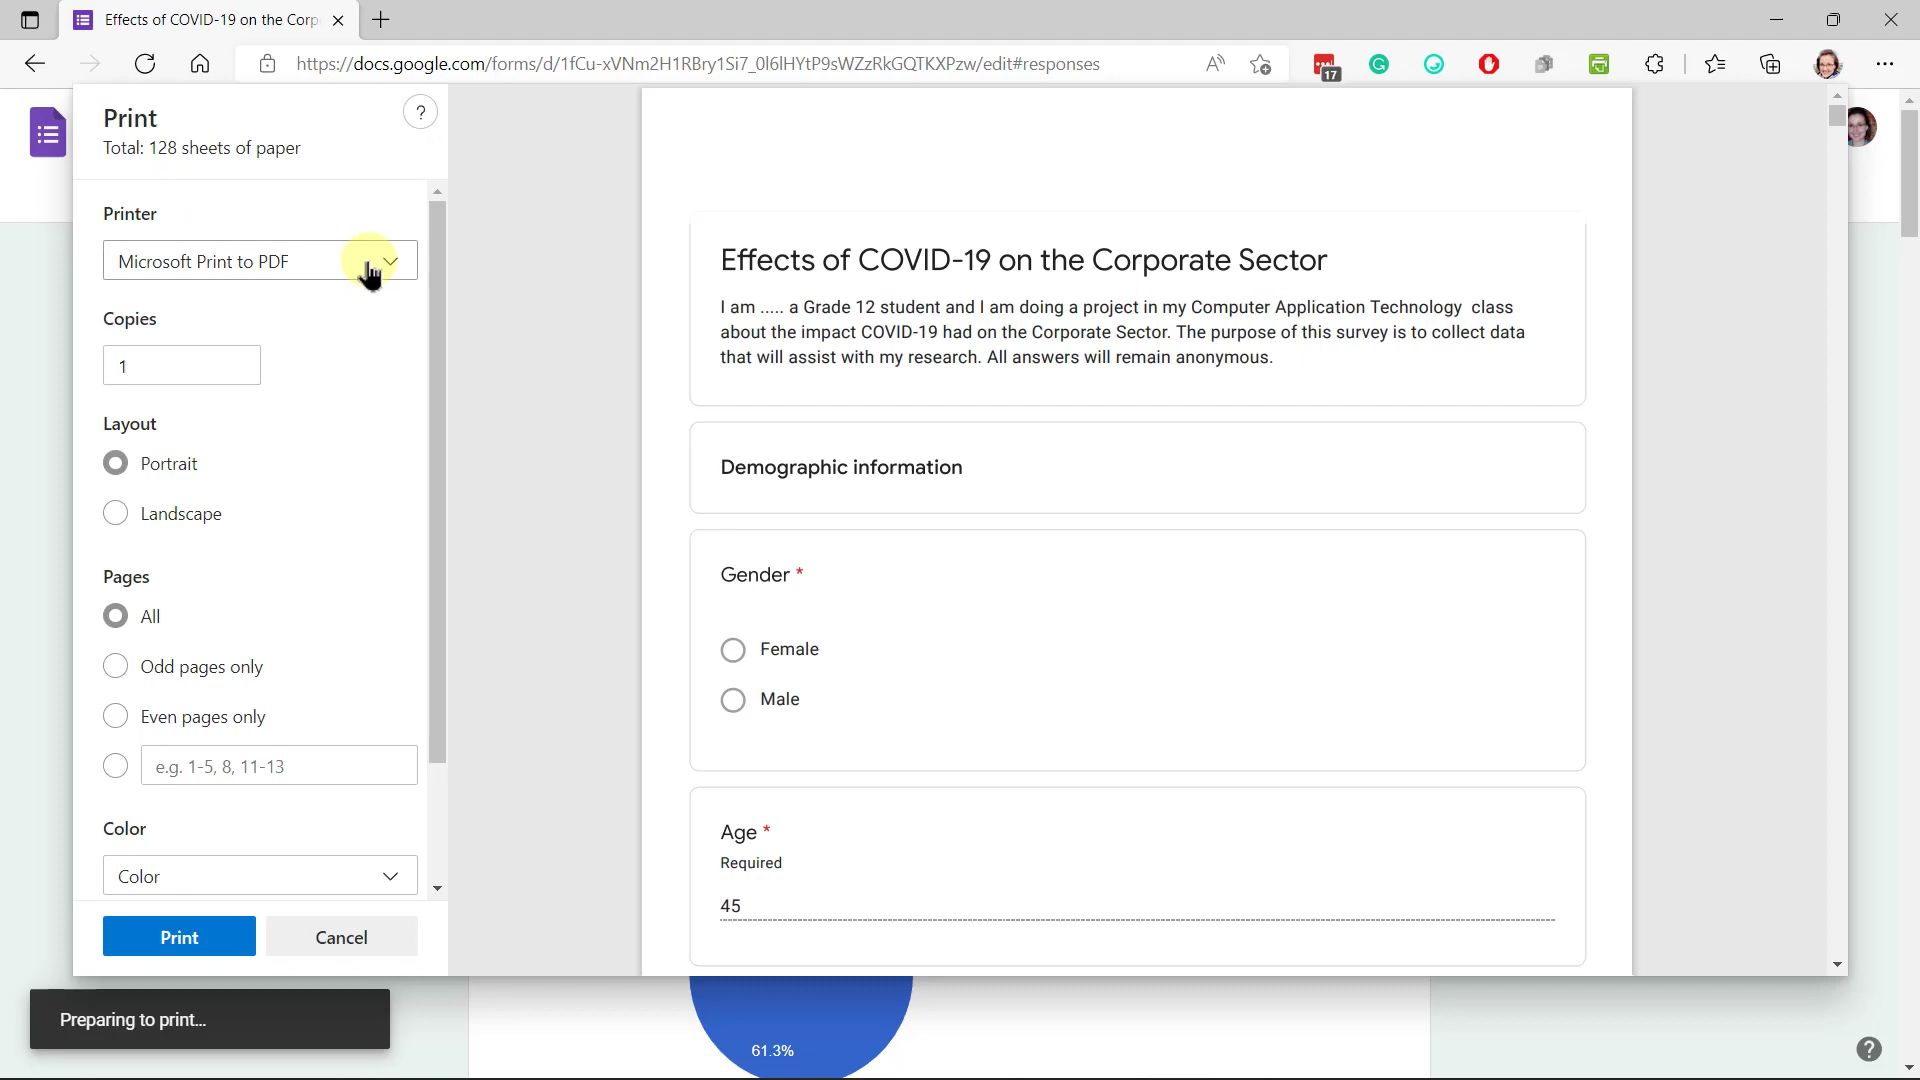 Effects of COVID-19 on the Corp
https://docs.google.com/forms/d/1fCu-xVNm2H1RBry1Si7_0l6lHYtP9sWZzRkGQTKXPzw/edit#responses
17
Print
Total: 128 sheets of paper
?
Printer
Microsoft Print to PDF
Copies
1
Layout
Portrait
Landscape
Pages
All
Odd pages only
Even pages only
e.g. 1-5, 8, 11-13
Color
Color
Print
Cancel
Effects of COVID-19 on the Corporate Sector
I am ..... a Grade 12 student and I am doing a project in my Computer Application Technology class
about the impact COVID-19 had on the Corporate Sector. The purpose of this survey is to collect data
that will assist with my research. All answers will remain anonymous.
Demographic information
Gender *
Female
Male
Age *
Required
45
Preparing to print...
61.3%
?